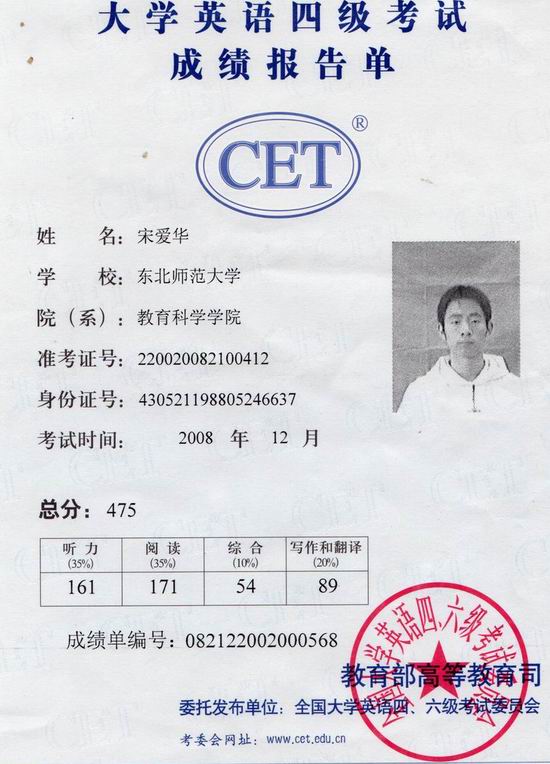 大学英语四级考试
成绩报告单
CET®
姓 名：宋爱华
学 校：东北师范大学
院（系）：教育科学学院
准考证号：220020082100412
身份证号：430521198805246637
考试时间： 2008 年 12 月
总分：475
听 力 阅 读 综 合 写作和翻译
(35%) (35%) (10%) (20%)
161 171 54 89
成绩单编号：082122002000568
教育部高等教育司
委托发布单位：全国大学英语四、六级考试委员会
考委会网址：www.cet.edu.cn
全国大学英语四、六级考试委员会